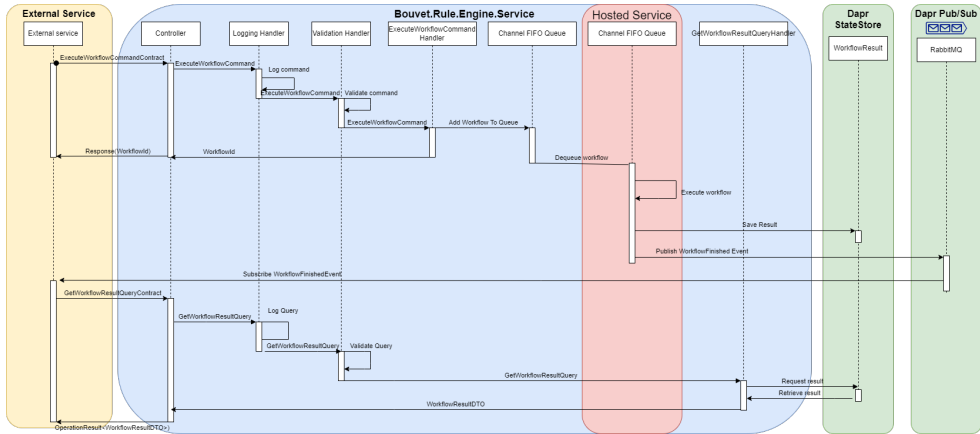 External Service
Bouvet.Rule.Engine.Service
Hosted Service
Dapr
StateStore
Dapr Pub/Sub
External service
Controller
Logging Handler
Validation Handler
ExecuteWorkflowCommand
Handler
Channel FIFO Queue
Channel FIFO Queue
GetWorkflowResultQueryHandler
WorkflowResult
RabbitMQ
ExecuteWorkflowCommandContract
ExecuteWorkflowCommand
Log command
ExecuteWorkflowCommand
Validate command
ExecuteWorkflowCommand
Add Workflow To Queue
Response(WorkflowId)
WorkflowId
Dequeue workflow
Execute workflow
Save Result
Publish WorkflowFinished Event
Subscribe WorkflowFinishedEvent
GetWorkflowResultQueryContract
GetWorkflowResultQuery
Log Query
GetWorkflowResultQuery
Validate Query
GetWorkflowResultQuery
Request result
Retrieve result
WorkflowResultDTO
OperationResult<WorkflowResultDTO>)